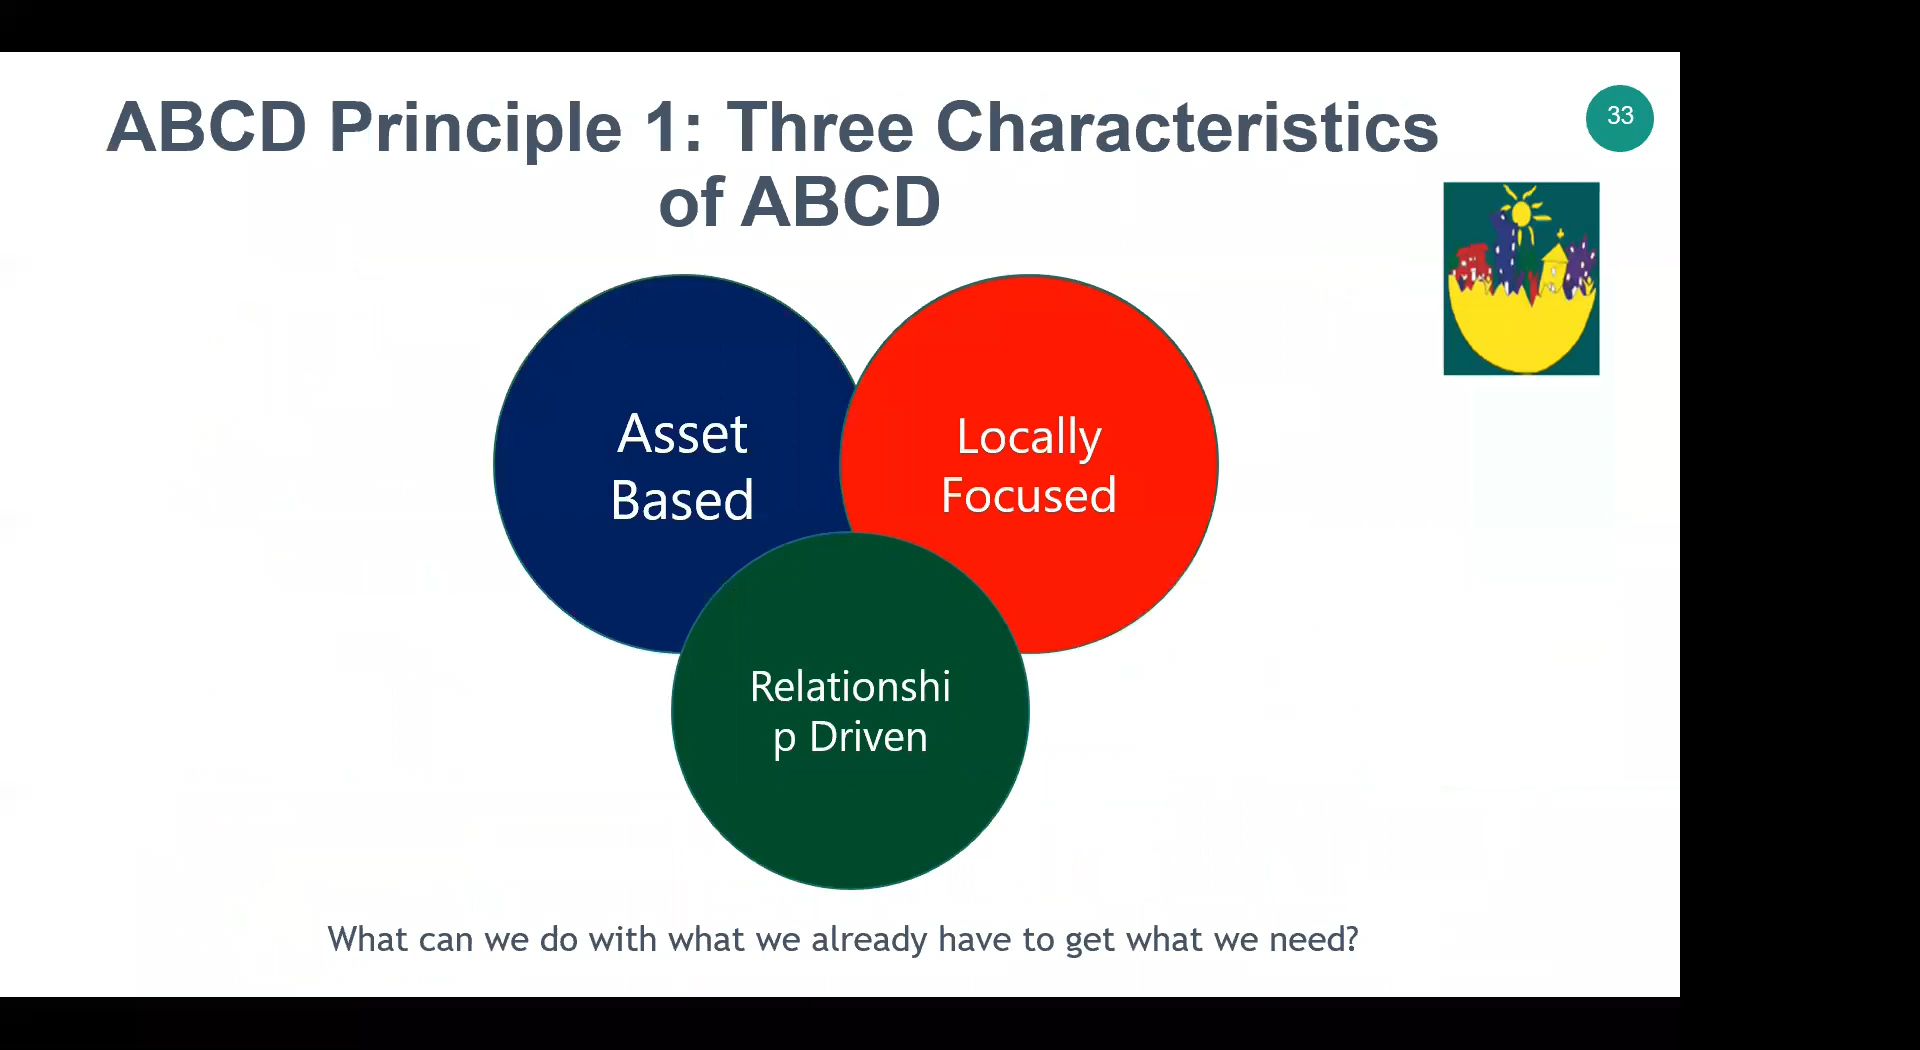 ABCD Principle 1: Three Characteristics
of ABCD
33
Asset
Based
Locally
Focused
Relationshi
p Driven
What can we do with what we already have to get what we need?